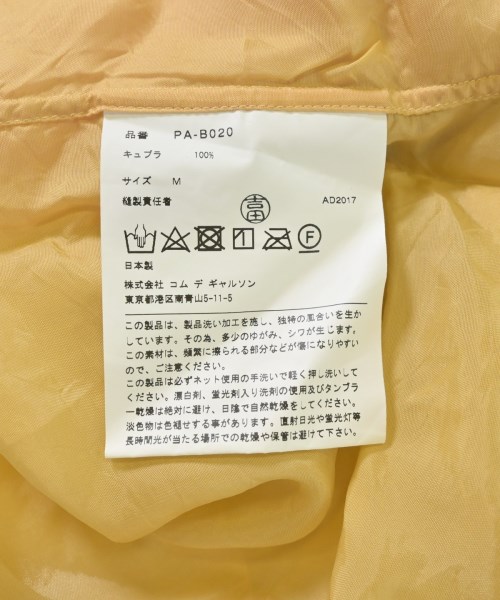 品番 PA-B020
キュプラ 100%
サイズ M
縫製責任者 吉田 AD2017
F
日本製
株式会社 コム デ ギャルソン
東京都港区南青山5-11-5
この製品は、製品洗い加工を施し、独特の風合いを生か
しています。その為、多少のゆがみ、シワが生じます。
この素材は、頻繁に擦られる部分などが傷になりやすい
ので、ご注意ください。
この製品は必ずネット使用の手洗いで軽く押し洗いして
ください。漂白剤、蛍光剤入り洗剤の使用及びタンブラ
ー乾燥は絶対に避け、日陰で自然乾燥をしてください。
淡色物は色褪せする事があります。直射日光や蛍光灯等
長時間光が当たる場所での乾燥や保管は避けて下さい。